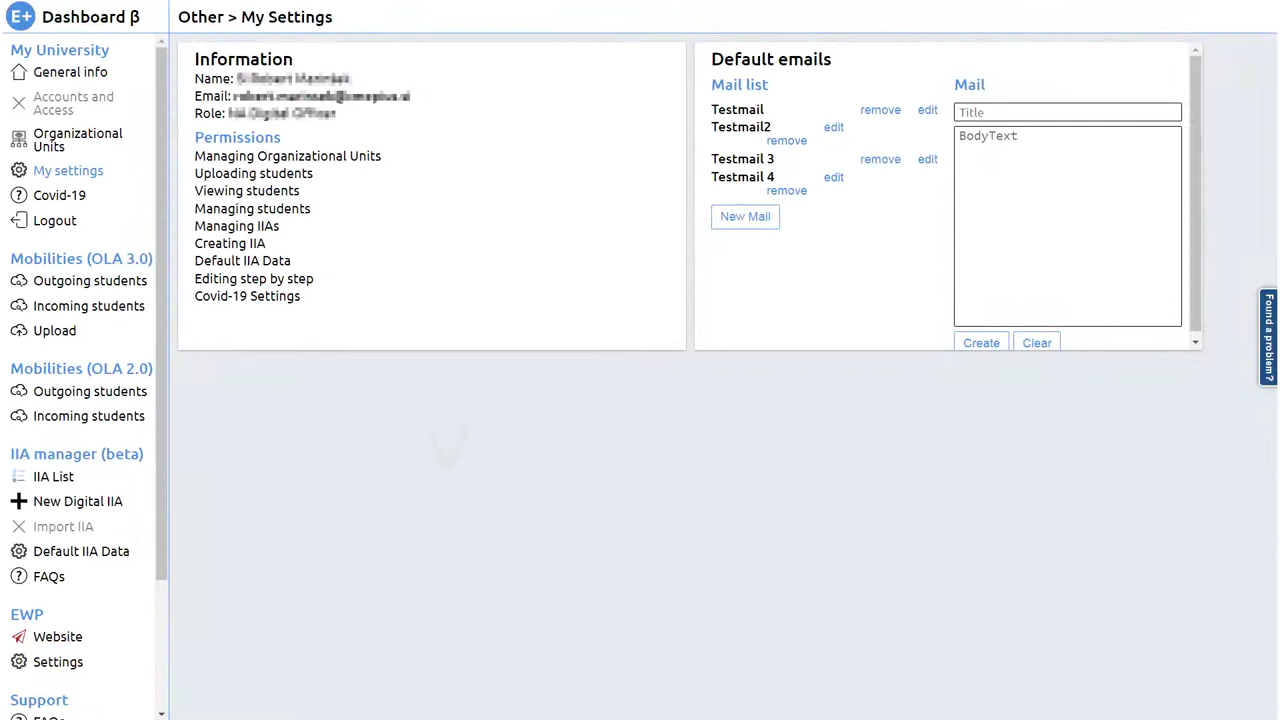 E+ Dashboard β
Other > My Settings
My University
General info
Accounts and
Access
Organizational
Units
My settings
Covid-19
Logout
Mobilities (OLA 3.0)
Outgoing students
Incoming students
Upload
Mobilities (OLA 2.0)
Outgoing students
Incoming students
IIA manager (beta)
IIA List
New Digital IIA
Import IIA
Default IIA Data
FAQs
EWP
Website
Settings
Support
FAQs
Information
Name:
Email:
Role:
Permissions
Managing Organizational Units
Uploading students
Viewing students
Managing students
Managing IIAs
Creating IIA
Default IIA Data
Editing step by step
Covid-19 Settings
Default emails
Mail list
Testmail remove edit
Testmail2 edit
remove
Testmail 3 remove edit
Testmail 4 edit
remove
New Mail
Mail
Title
BodyText
Create Clear
Found a problem?